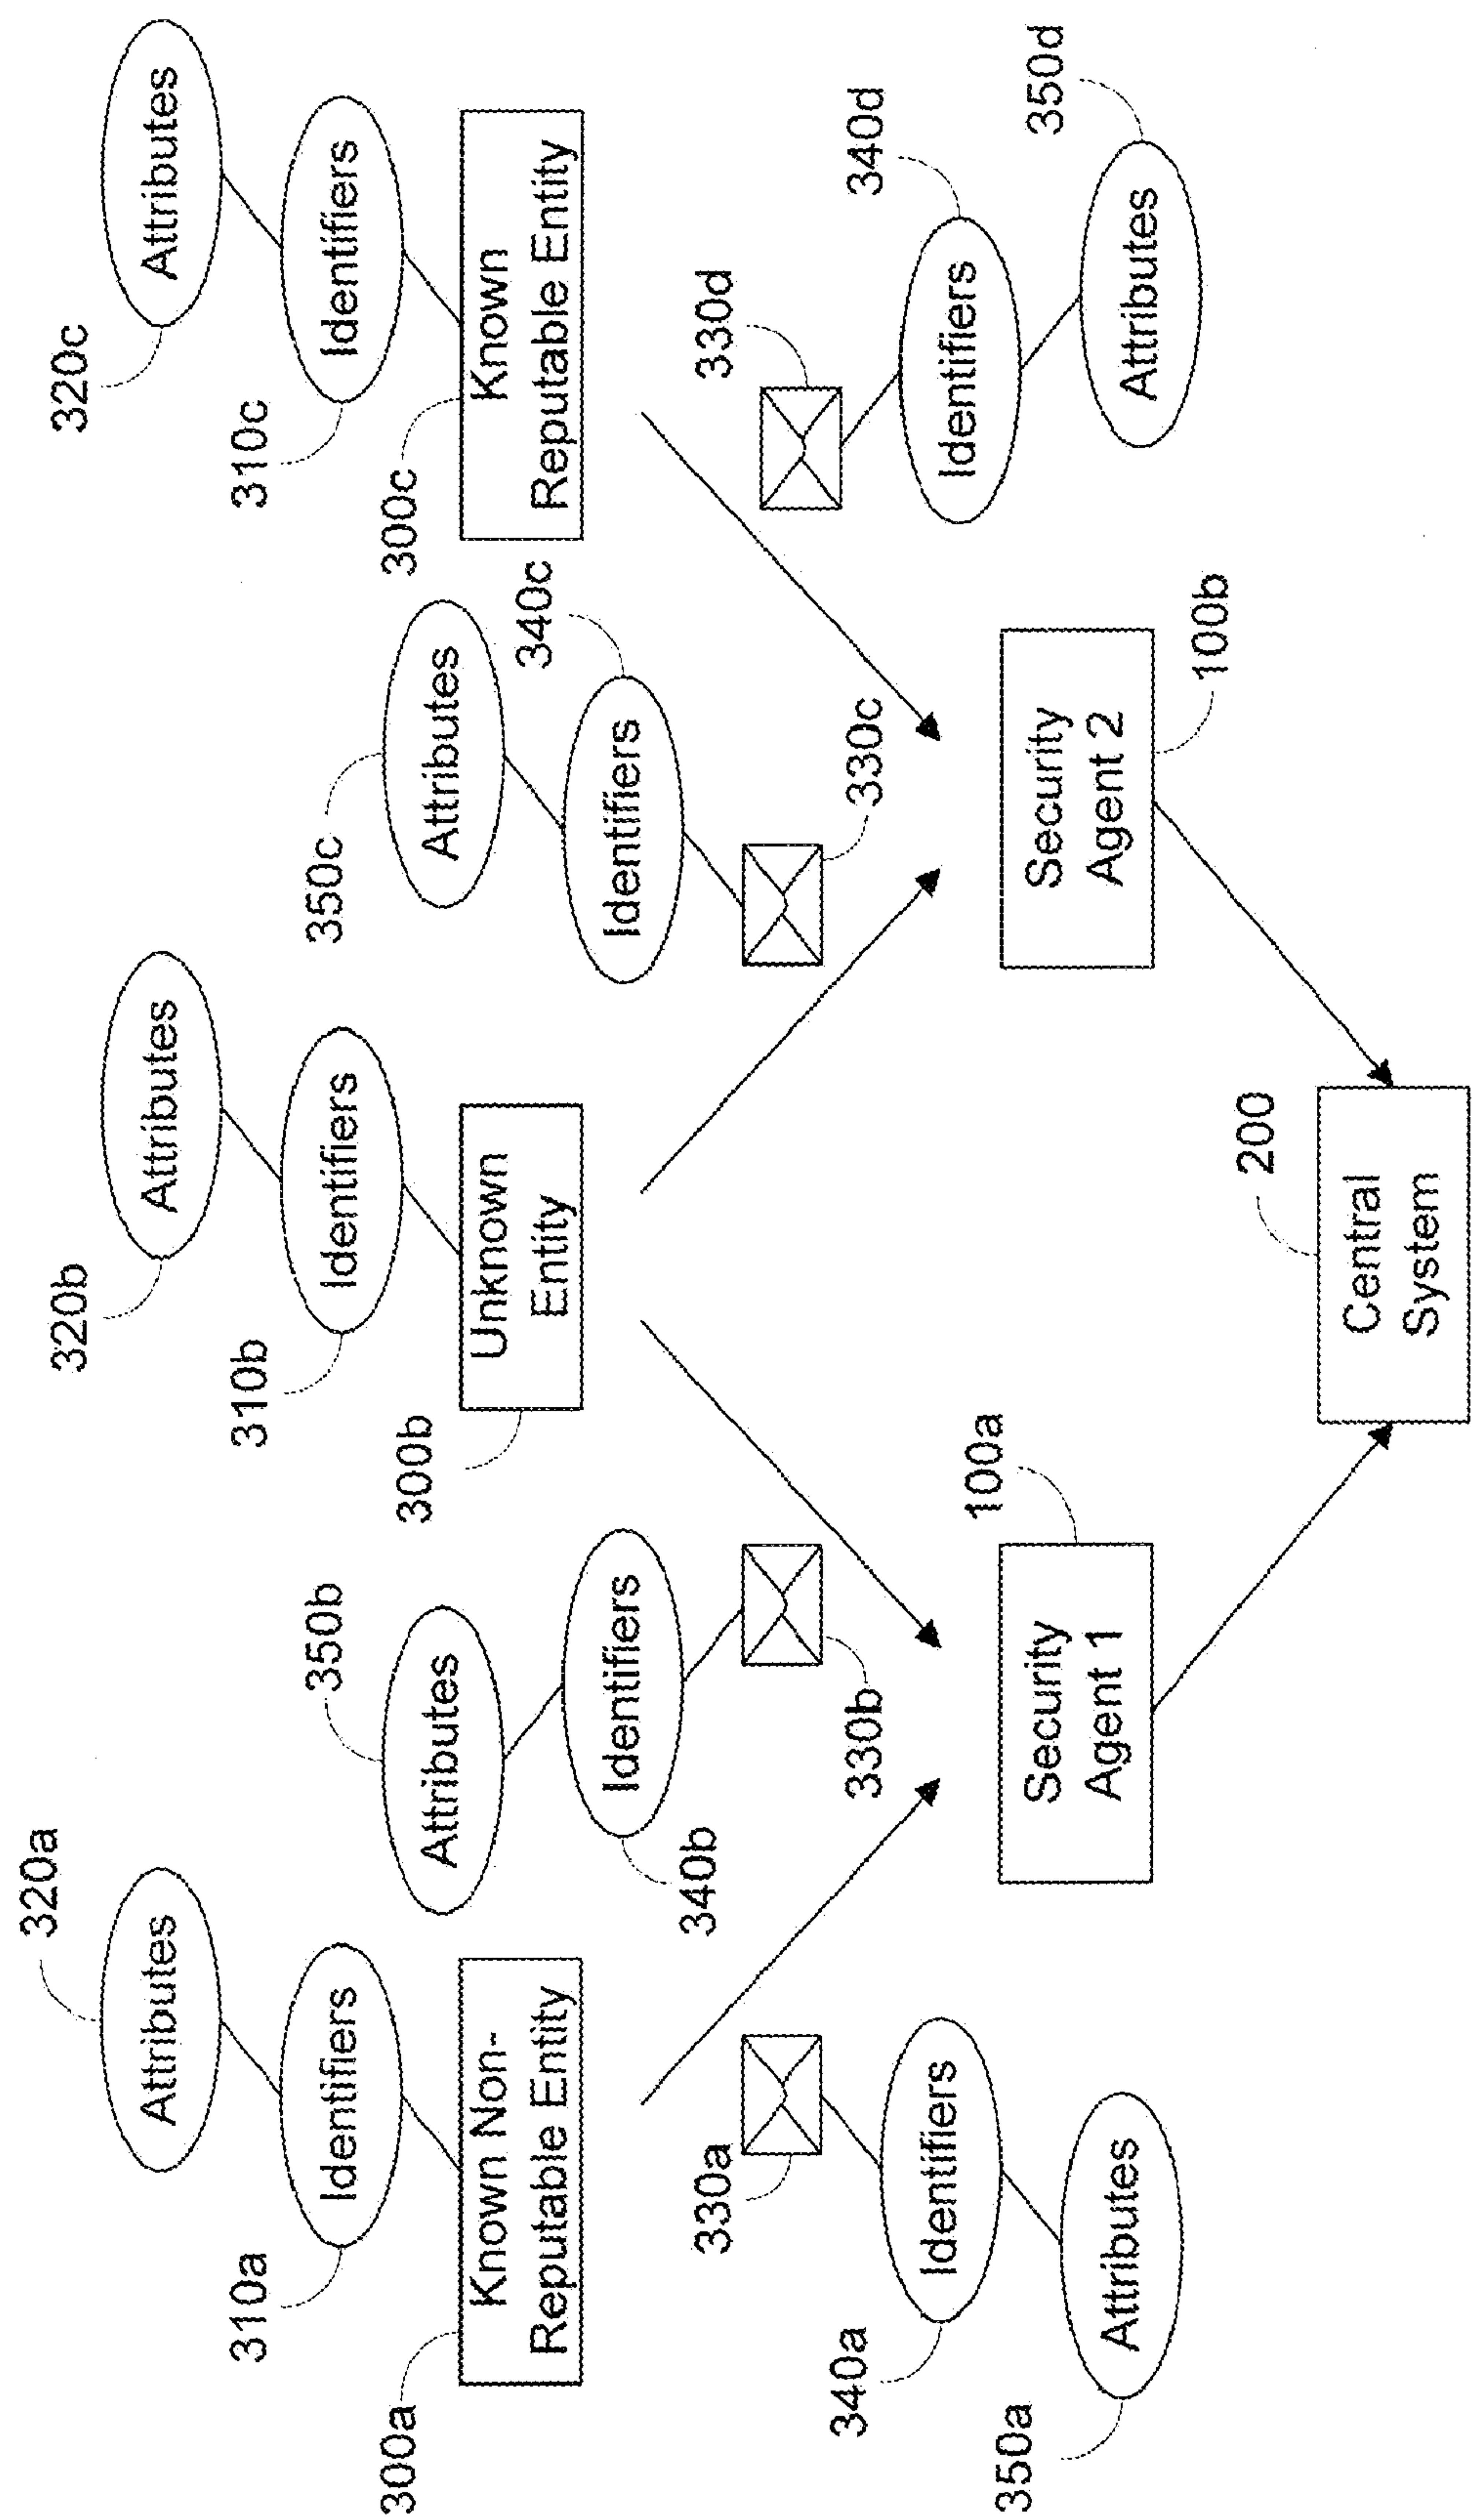 320a
Attributes
320b
Attributes
320c
Attributes
310a
Identifiers
310b
Identifiers
310c
Identifiers
300a
Known Non-
Reputable Entity
350b
Attributes
300b
Unknown
Entity
350c
Attributes
300c
Known
Reputable Entity
340b
Identifiers
340c
Identifiers
330a
330b
330c
330d
340a
Identifiers
340d
Identifiers
350a
Attributes
350d
Attributes
100a
Security
Agent 1
Security
Agent 2
100b
200
Central
System